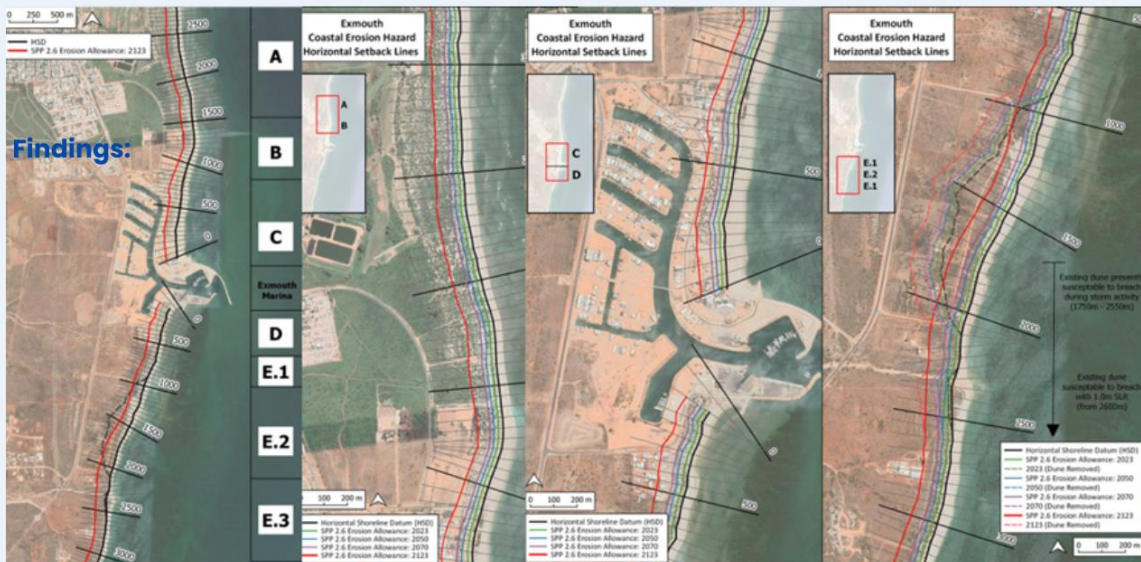 Findings:
0 250 500 m
HSD
SPP 2.6 Erosion Allowance: 2123
2500
2000
1500
1000
500
0
0
500
1000
1500
2000
2500
3000
A
B
C
Exmouth
Marina
D
E.1
E.2
E.3
Exmouth
Coastal Erosion Hazard
Horizontal Setback Lines
A
B
0 100 200 m
Horizontal Shoreline Datum (HSD)
SPP 2.6 Erosion Allowance: 2023
SPP 2.6 Erosion Allowance: 2050
SPP 2.6 Erosion Allowance: 2070
SPP 2.6 Erosion Allowance: 2123
Exmouth
Coastal Erosion Hazard
Horizontal Setback Lines
C
D
500
0
0
500
0 100 200 m
Horizontal Shoreline Datum (HSD)
SPP 2.6 Erosion Allowance: 2023
SPP 2.6 Erosion Allowance: 2050
SPP 2.6 Erosion Allowance: 2070
SPP 2.6 Erosion Allowance: 2123
Exmouth
Coastal Erosion Hazard
Horizontal Setback Lines
E.1
E.2
E.1
1000
1500
2000
2500
3000
Existing dune present
susceptable to breach
during storm activity
(1750m - 2550m)
Existing dune
susceptable to breach
with 1.0m SLR
(from 2600m)
Horizontal Shoreline Datum (HSD)
SPP 2.6 Erosion Allowance: 2023
2023 (Dune Removed)
SPP 2.6 Erosion Allowance: 2050
2050 (Dune Removed)
SPP 2.6 Erosion Allowance: 2070
2070 (Dune Removed)
SPP 2.6 Erosion Allowance: 2123
2123 (Dune Removed)
0 100 200 m